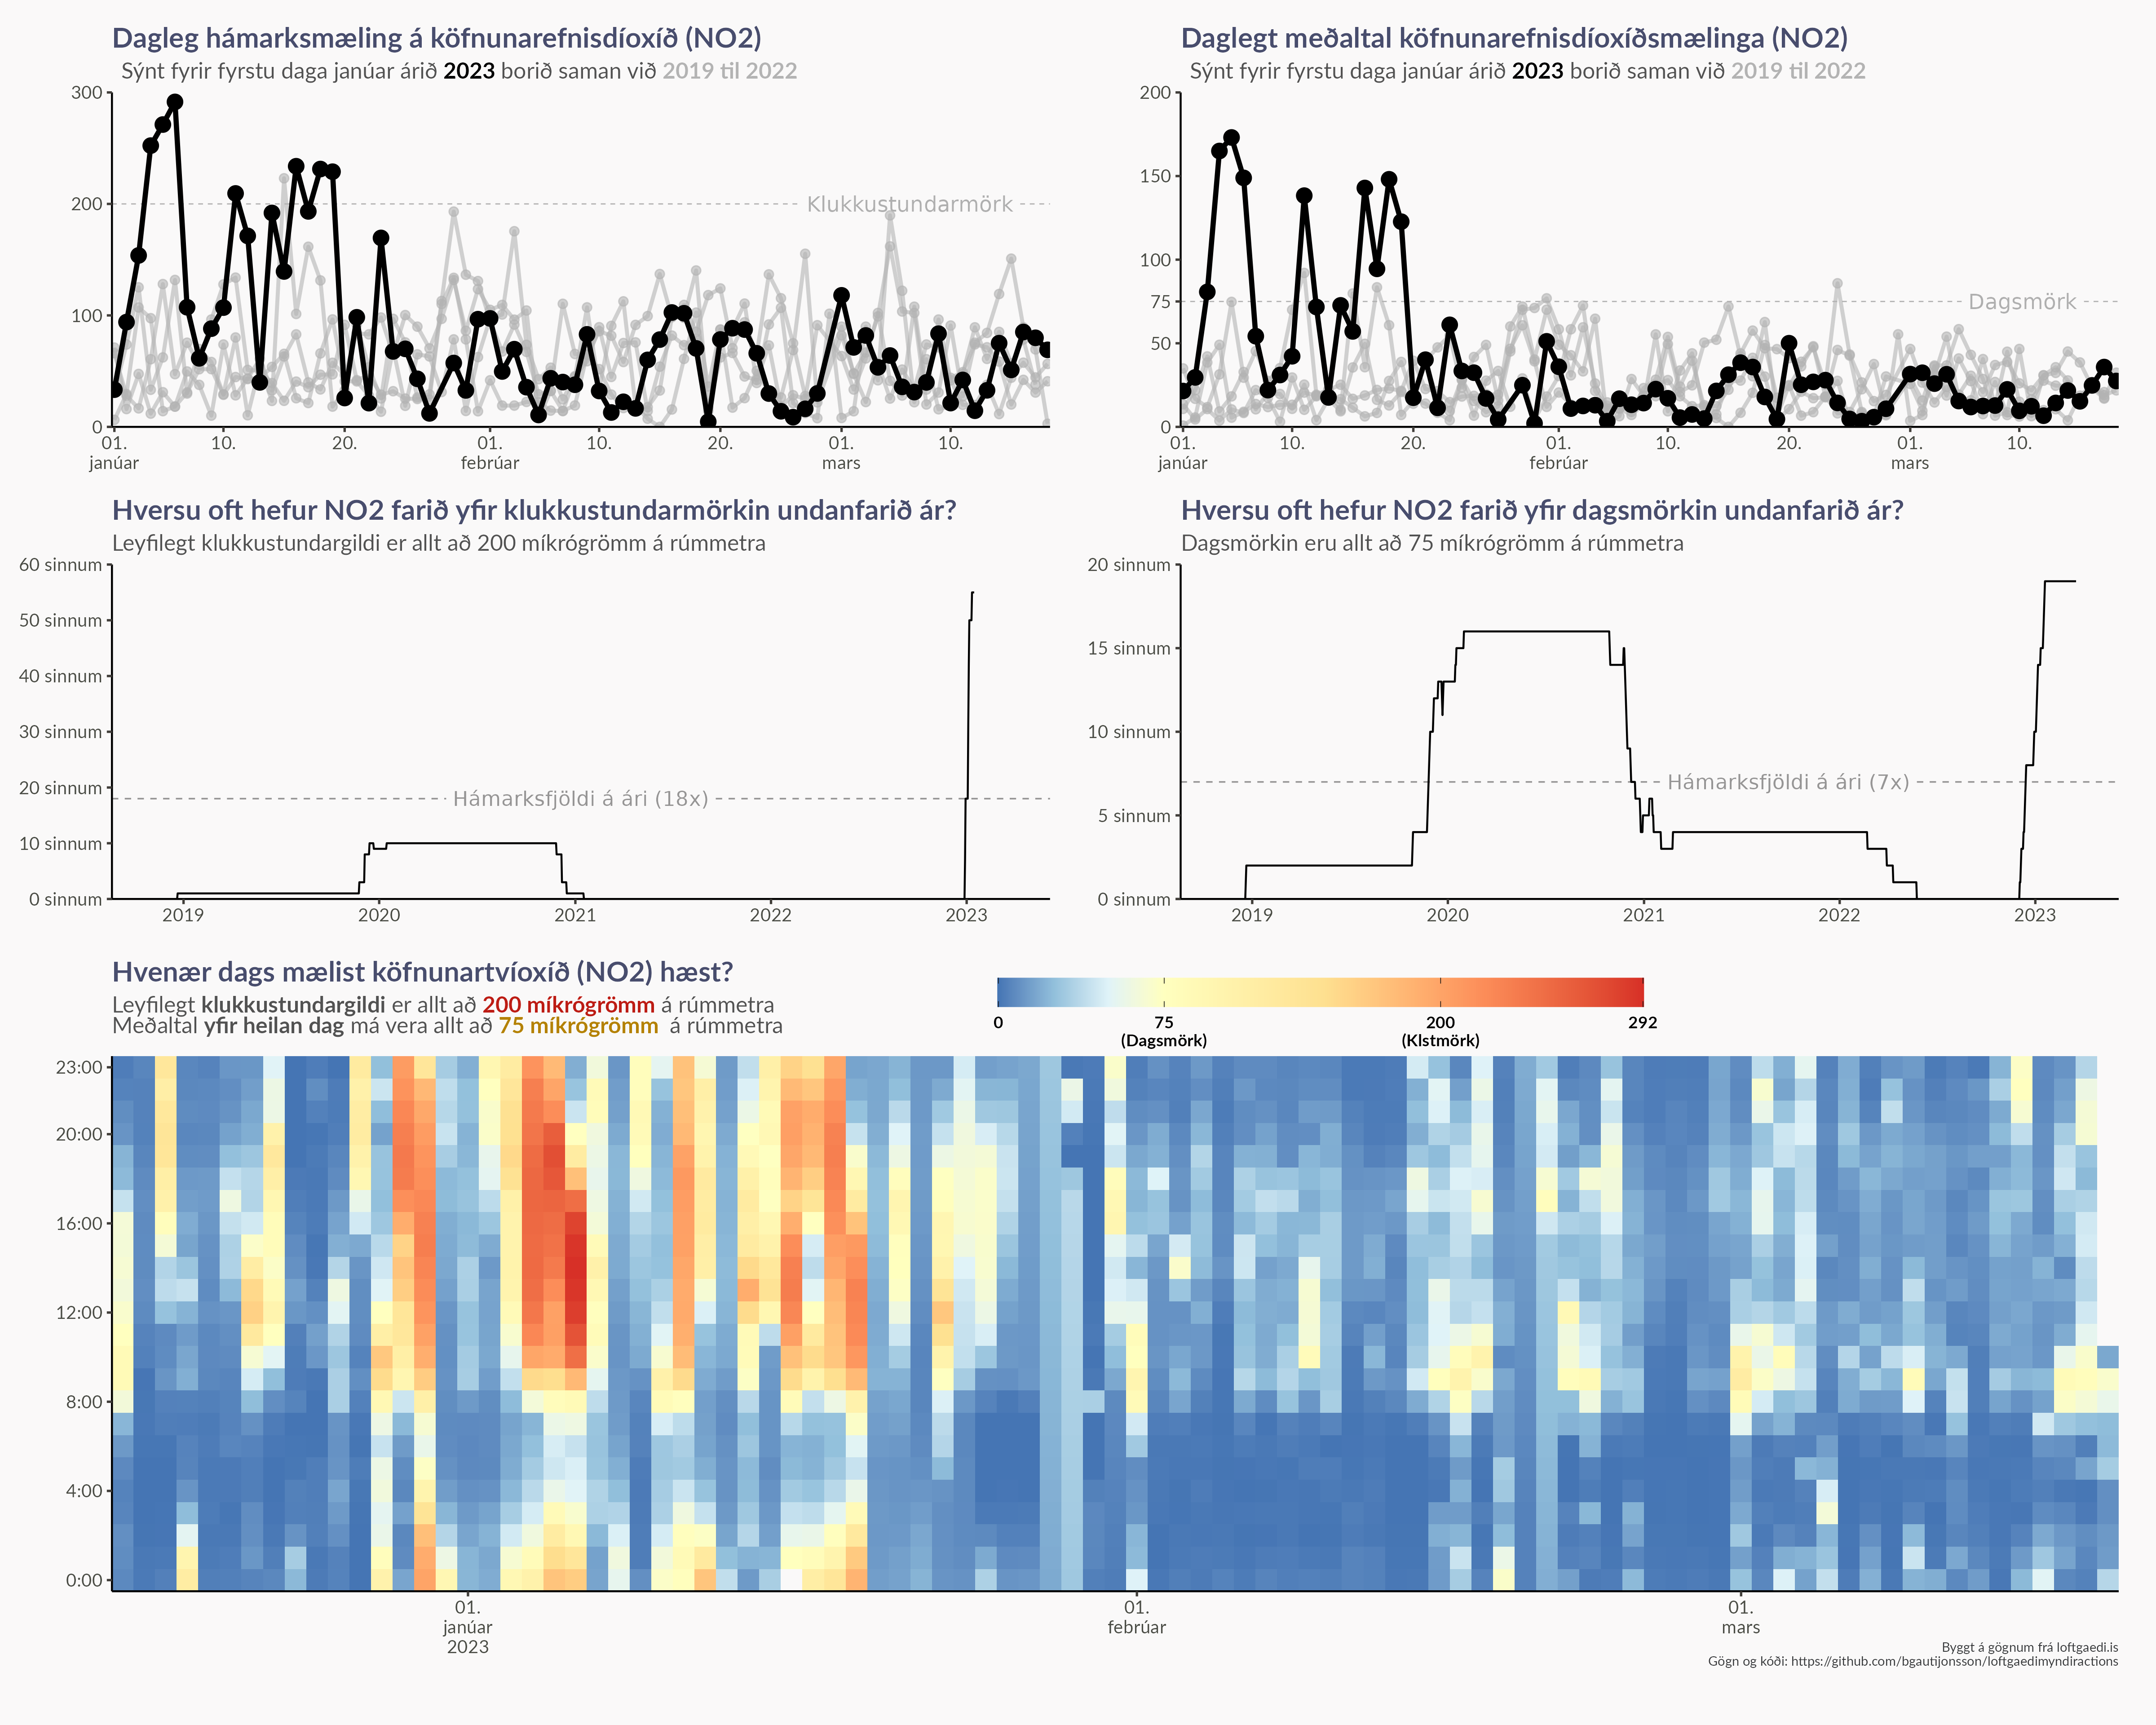 Dagleg hámarksmæling á köfnunarefnisdíoxíð (NO2)
Sýnt fyrir fyrstu daga janúar árið 2023 borið saman við 2019 til 2022
300
200
100
0
Klukkustundarmörk
01.
janúar
10.
20.
01.
febrúar
10.
20.
01.
mars
10.
Daglegt meðaltal köfnunarefnisdíoxíðsmælinga (NO2)
Sýnt fyrir fyrstu daga janúar árið 2023 borið saman við 2019 til 2022
200
150
100
75
50
0
Dagsmörk
01.
janúar
10.
20.
01.
febrúar
10.
20.
01.
mars
10.
Hversu oft hefur NO2 farið yfir klukkustundarmörkin undanfarið ár?
Leyfilegt klukkustundargildi er allt að 200 míkrógrömm á rúmmetra
60 sinnum
50 sinnum
40 sinnum
30 sinnum
20 sinnum
10 sinnum
0 sinnum
Hámarksfjöldi á ári (18x)
2019
2020
2021
2022
2023
Hversu oft hefur NO2 farið yfir dagsmörkin undanfarið ár?
Dagsmörkin eru allt að 75 míkrógrömm á rúmmetra
20 sinnum
15 sinnum
10 sinnum
5 sinnum
0 sinnum
Hámarksfjöldi á ári (7x)
2019
2020
2021
2022
2023
Hvenær dags mælist köfnunartvíoxíð (NO2) hæst?
Leyfilegt klukkustundargildi er allt að 200 míkrógrömm á rúmmetra
Meðaltal yfir heilan dag má vera allt að 75 míkrógrömm á rúmmetra
0
75
(Dagsmörk)
200
(Klstmörk)
292
23:00
20:00
16:00
12:00
8:00
4:00
0:00
01.
janúar
2023
01.
febrúar
01.
mars
Byggt á gögnum frá loftgaedi.is
Gögn og kóði: https://github.com/bgautijonsson/loftgaedimyndiractions